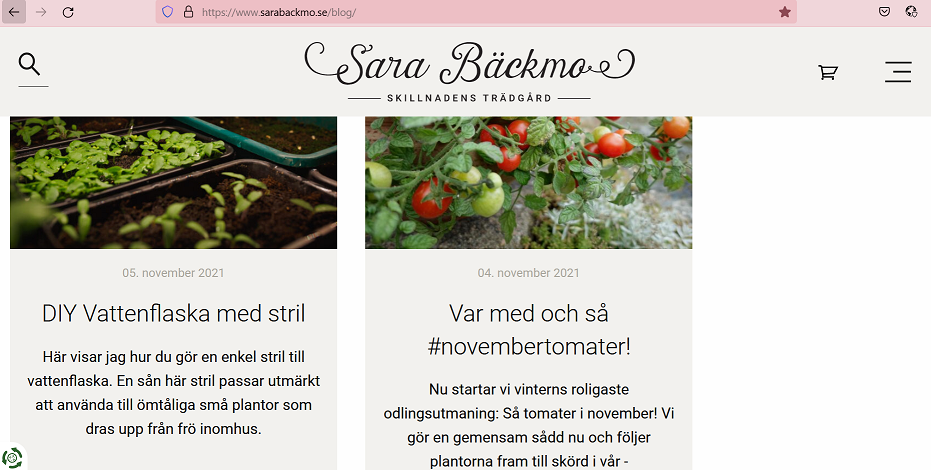 https://www.sarabackmo.se/blog/
Sara Bäckmo
SKILLNADENS TRÄDGÅRD
05. november 2021
DIY Vattenflaska med stril
Här visar jag hur du gör en enkel stril till
vattenflaska. En sån här stril passar utmärkt
att använda till ömtåliga små plantor som
dras upp från frö inomhus.
04. november 2021
Var med och så
#novembertomater!
Nu startar vi vinterns roligaste
odlingsutmaning: Så tomater i november! Vi
gör en gemensam sådd nu och följer
plantorna fram till skörd i vår -